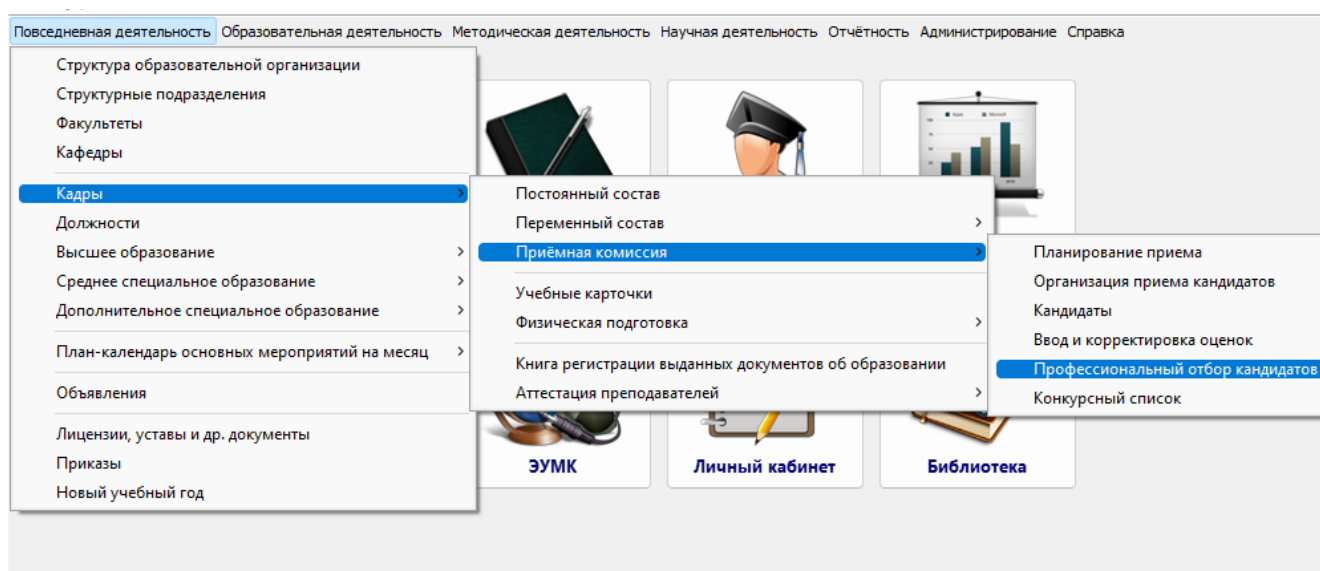 Повседневная деятельность Образовательная деятельность Методическая деятельность Научная деятельность Отчётность Администрирование Справка
Структура образовательной организации
Структурные подразделения
Факультеты
Кафедры
Кадры
Должности
Высшее образование
Среднее специальное образование
Дополнительное специальное образование
План-календарь основных мероприятий на месяц
Объявления
Лицензии, уставы и др. документы
Приказы
Новый учебный год
Постоянный состав
Переменный состав
Приёмная комиссия
Учебные карточки
Физическая подготовка
Книга регистрации выданных документов об образовании
Аттестация преподавателей
Планирование приема
Организация приема кандидатов
Кандидаты
Ввод и корректировка оценок
Профессиональный отбор кандидатов
Конкурсный список
ЭУМК
Личный кабинет
Библиотека